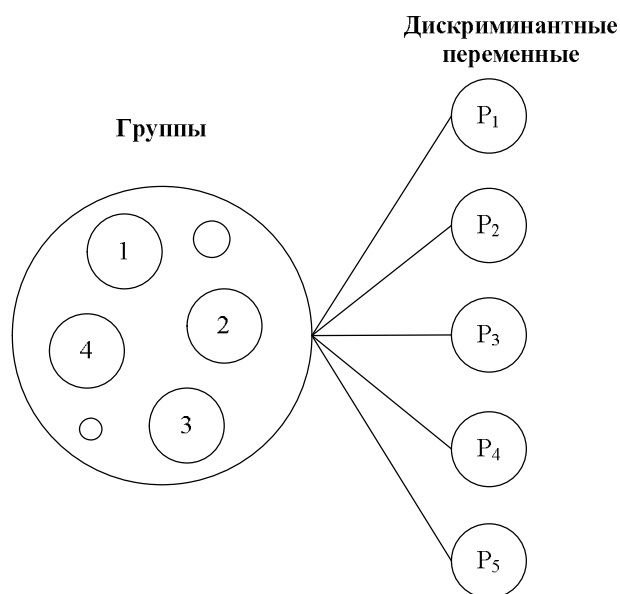 Дискриминантные
переменные
Группы
P₁
P₂
P₃
P₄
P₅
1
2
4
3